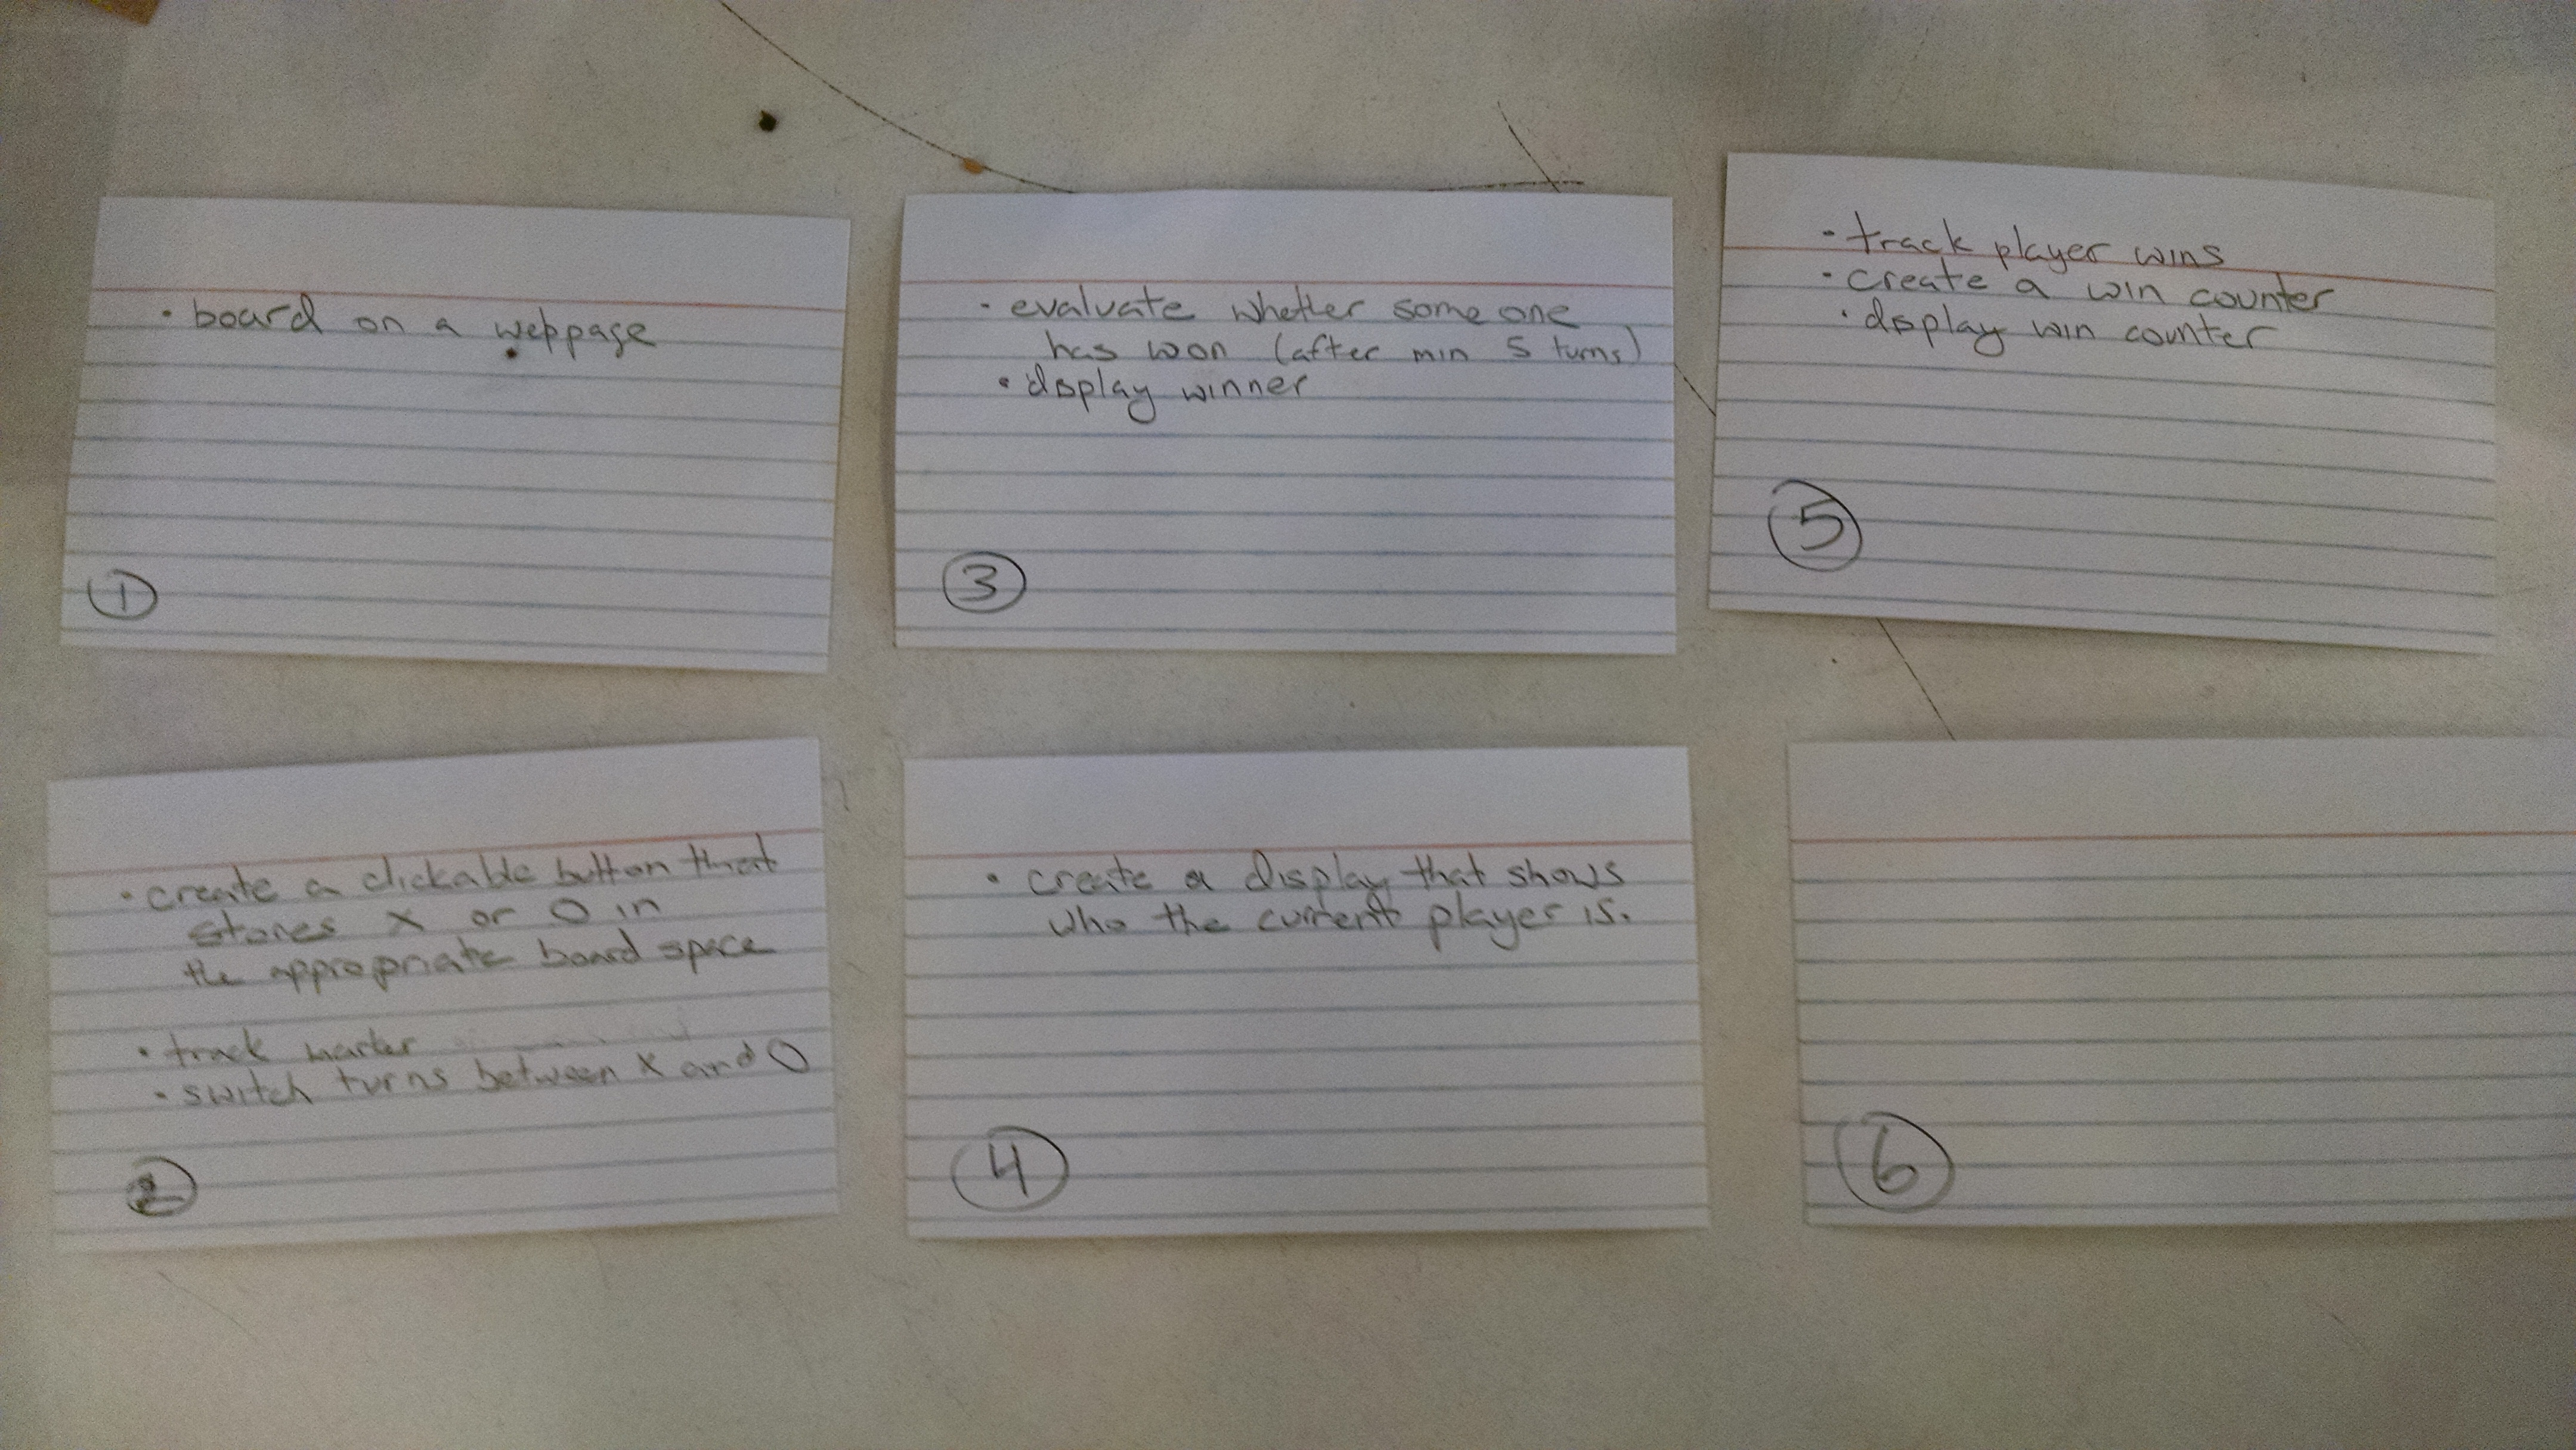 • board on a webpage
1
• create a clickable button that
stores X or O in
the appropriate board space
• track marker
• switch turns between X and O
2
• evaluate whether someone
has won (after min 5 turns)
• display winner
3
• create a display that shows
who the current player is.
4
• track player wins
• create a win counter
• display win counter
5
6